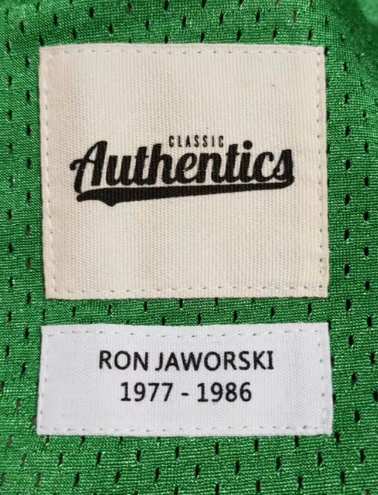 CLASSIC
Authentics
RON JAWORSKI
1977 - 1986